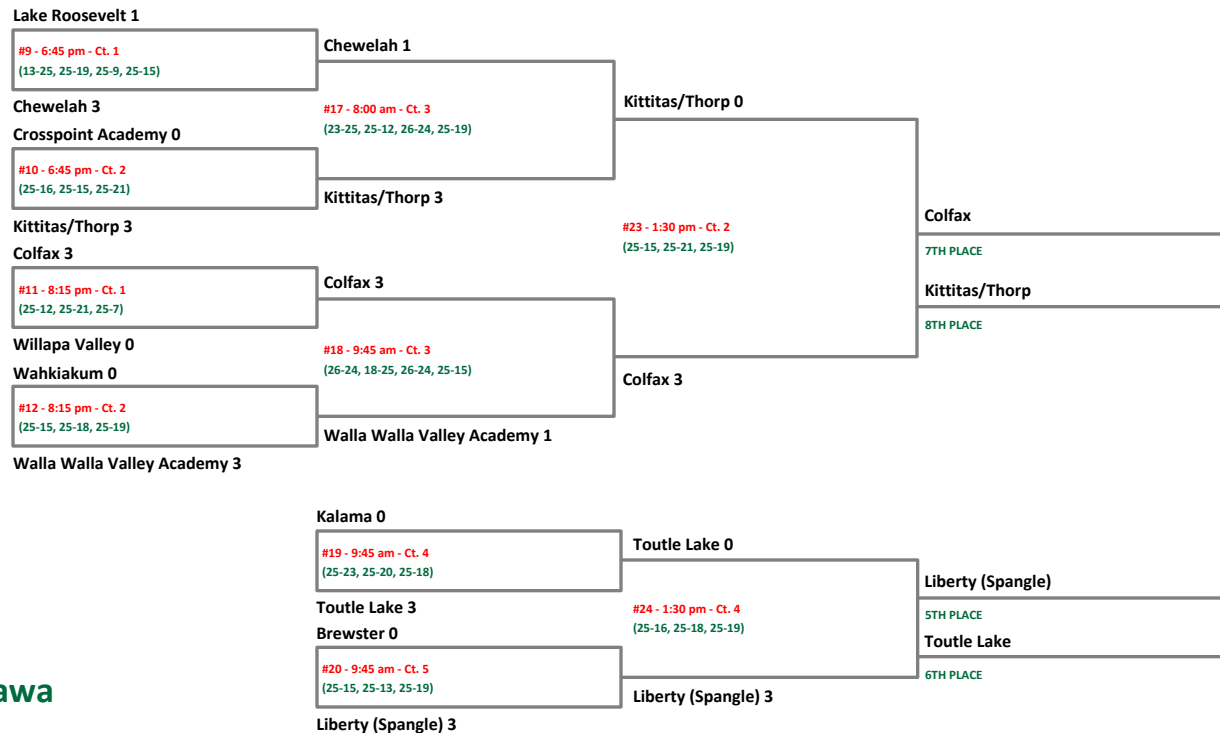 Lake Roosevelt 1
#9 - 6:45 pm - Ct. 1
(13-25, 25-19, 25-9, 25-15)
Chewelah 3
Crosspoint Academy 0
#10 - 6:45 pm - Ct. 2
(25-16, 25-15, 25-21)
Kittitas/Thorp 3
Colfax 3
#11 - 8:15 pm - Ct. 1
(25-12, 25-21, 25-7)
Willapa Valley 0
Wahkiakum 0
#12 - 8:15 pm - Ct. 2
(25-15, 25-18, 25-19)
Walla Walla Valley Academy 3
Chewelah 1
#17 - 8:00 am - Ct. 3
(23-25, 25-12, 26-24, 25-19)
Kittitas/Thorp 3
Colfax 3
#18 - 9:45 am - Ct. 3
(26-24, 18-25, 26-24, 25-15)
Walla Walla Valley Academy 1
Kittitas/Thorp 0
#23 - 1:30 pm - Ct. 2
(25-15, 25-21, 25-19)
Colfax 3
Colfax
7TH PLACE
Kittitas/Thorp
8TH PLACE
Kalama 0
#19 - 9:45 am - Ct. 4
(25-23, 25-20, 25-18)
Toutle Lake 3
Brewster 0
#20 - 9:45 am - Ct. 5
(25-15, 25-13, 25-19)
Liberty (Spangle) 3
Toutle Lake 0
#24 - 1:30 pm - Ct. 4
(25-16, 25-18, 25-19)
Liberty (Spangle) 3
Liberty (Spangle)
5TH PLACE
Toutle Lake
6TH PLACE
awa